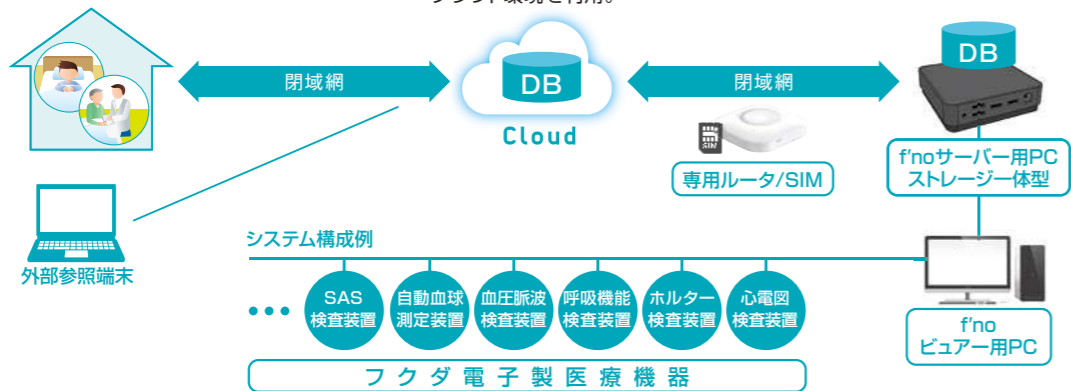 閉域網
DB
Cloud
閉域網
DB
SIM
専用ルータ/SIM
f'noサーバー用PC
ストレージ一体型
外部参照端末
システム構成例
•••
SAS
検査装置
自動血球
測定装置
血圧脈波
検査装置
呼吸機能
検査装置
ホルター
検査装置
心電図
検査装置
f'no
ビュアー用PC
フクダ電子製医療機器